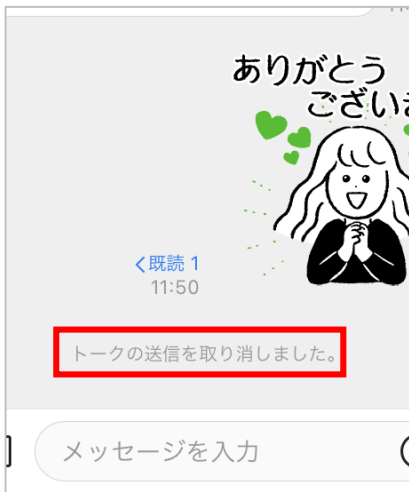 ありがとう
ござい
<既読 1
11:50
トークの送信を取り消しました。
メッセージを入力